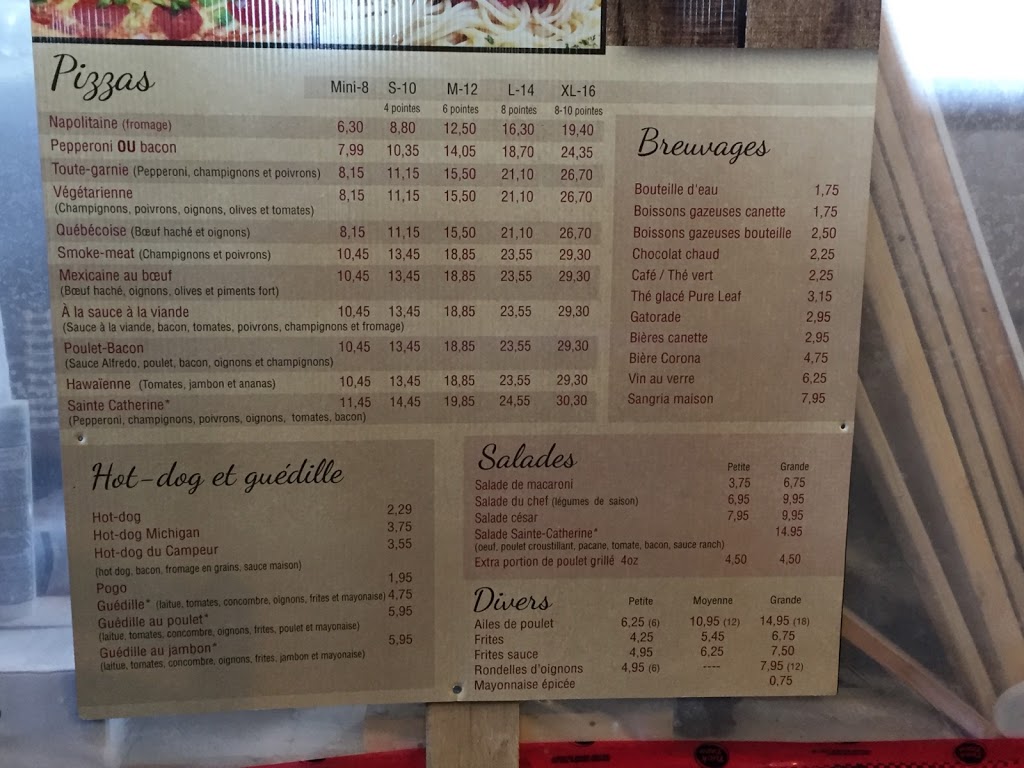 Pizzas
Mini-8 S-10 M-12 L-14 XL-16
4 pointes 6 pointes 8 pointes 8-10 pointes
Napolitaine (fromage) 6,30 8,80 12,50 16,30 19,40
Pepperoni OU bacon 7,99 10,35 14,05 18,70 24,35
Toute-garnie (Pepperoni, champignons et poivrons) 8,15 11,15 15,50 21,10 26,70
Végétarienne 8,15 11,15 15,50 21,10 26,70
(Champignons, poivrons, oignons, olives et tomates)
Québécoise (Bœuf haché et oignons) 8,15 11,15 15,50 21,10 26,70
Smoke-meat (Champignons et poivrons) 10,45 13,45 18,85 23,55 29,30
Mexicaine au bœuf 10,45 13,45 18,85 23,55 29,30
(Bœuf haché, oignons, olives et piments fort)
À la sauce à la viande 10,45 13,45 18,85 23,55 29,30
(Sauce à la viande, bacon, tomates, poivrons, champignons et fromage)
Poulet-Bacon 10,45 13,45 18,85 23,55 29,30
(Sauce Alfredo, poulet, bacon, oignons et champignons)
Hawaïenne (Tomates, jambon et ananas) 10,45 13,45 18,85 23,55 29,30
Sainte Catherine* 11,45 14,45 19,85 24,55 30,30
(Pepperoni, champignons, poivrons, oignons, tomates, bacon)
Breuvages
Bouteille d'eau 1,75
Boissons gazeuses canette 1,75
Boissons gazeuses bouteille 2,50
Chocolat chaud 2,25
Café / Thé vert 2,25
Thé glacé Pure Leaf 3,15
Gatorade 2,95
Bières canette 2,95
Bière Corona 4,75
Vin au verre 6,25
Sangria maison 7,95
Hot-dog et guédille
Hot-dog 2,29
Hot-dog Michigan 3,75
Hot-dog du Campeur 3,55
(hot dog, bacon, fromage en grains, sauce maison)
Pogo 1,95
Guédille* (laitue, tomates, concombre, oignons, frites et mayonaise) 4,75
Guédille au poulet* 5,95
(laitue, tomates, concombre, oignons, frites, poulet et mayonaise)
Guédille au jambon* 5,95
(laitue, tomates, concombre, oignons, frites, jambon et mayonaise)
Salades
Petite Grande
Salade de macaroni 3,75 6,75
Salade du chef (légumes de saison) 6,95 9,95
Salade césar 7,95 9,95
Salade Sainte-Catherine* 14.95
(oeuf, poulet croustillant, pacane, tomate, bacon, sauce ranch)
Extra portion de poulet grillé 4oz 4,50 4,50
Divers
Petite Moyenne Grande
Ailes de poulet 6,25 (6) 10,95 (12) 14,95 (18)
Frites 4,25 5,45 6,75
Frites sauce 4,95 6,25 7,50
Rondelles d'oignons 4,95 (6) ---- 7,95 (12)
Mayonnaise épicée 0,75